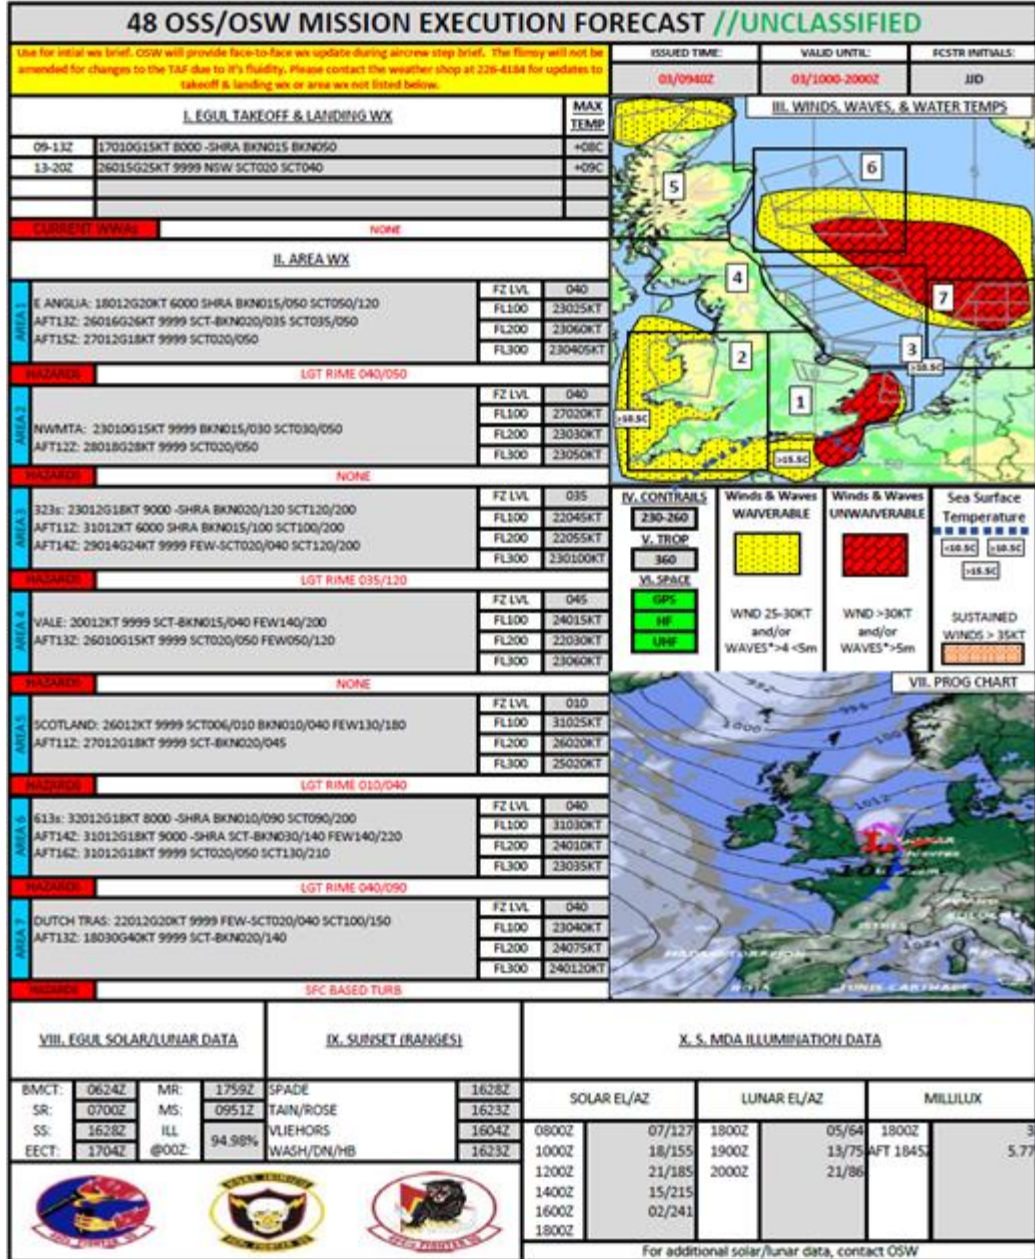 48 OSS/OSW MISSION EXECUTION FORECAST //UNCLASSIFIED
Use for intial wx brief. OSW will provide face-to-face wx update during aircrew step brief. The flimsy will not be
amended for changes to the TAF due to it's fluidity. Please contact the weather shop at 226-4184 for updates to
takeoff & landing wx or area wx not listed below.
ISSUED TIME: VALID UNTIL: FCSTR INITIALS:
03/0940Z 03/1000-2000Z JJD
I. EGUL TAKEOFF & LANDING WX MAX TEMP
09-13Z 17010G15KT 8000 -SHRA BKN015 BKN050 +08C
13-20Z 26015G25KT 9999 NSW SCT020 SCT040 +09C
CURRENT WWAs NONE
II. AREA WX
AREA 1
E ANGLIA: 18012G20KT 6000 SHRA BKN015/050 SCT050/120
AFT13Z: 26016G26KT 9999 SCT-BKN020/035 SCT035/050
AFT15Z: 27012G18KT 9999 SCT020/050
FZ LVL 040
FL100 23025KT
FL200 23060KT
FL300 230405KT
HAZARDS LGT RIME 040/050
AREA 2
NWMTA: 23010G15KT 9999 BKN015/030 SCT030/050
AFT12Z: 28018G28KT 9999 SCT020/050
FZ LVL 040
FL100 27020KT
FL200 23030KT
FL300 23050KT
HAZARDS NONE
AREA 3
323s: 23012G18KT 9000 -SHRA BKN020/120 SCT120/200
AFT11Z: 31012KT 6000 SHRA BKN015/100 SCT100/200
AFT14Z: 29014G24KT 9999 FEW-SCT020/040 SCT120/200
FZ LVL 035
FL100 22045KT
FL200 22055KT
FL300 230100KT
HAZARDS LGT RIME 035/120
AREA 4
VALE: 20012KT 9999 SCT-BKN015/040 FEW140/200
AFT13Z: 26010G15KT 9999 SCT020/050 FEW050/120
FZ LVL 045
FL100 24015KT
FL200 22030KT
FL300 23060KT
HAZARDS NONE
AREA 5
SCOTLAND: 26012KT 9999 SCT006/010 BKN010/040 FEW130/180
AFT11Z: 27012G18KT 9999 SCT-BKN020/045
FZ LVL 010
FL100 31025KT
FL200 26020KT
FL300 25020KT
HAZARDS LGT RIME 010/040
AREA 6
613s: 32012G18KT 8000 -SHRA BKN010/090 SCT090/200
AFT14Z: 31012G18KT 9000 -SHRA SCT-BKN030/140 FEW140/220
AFT16Z: 31012G18KT 9999 SCT020/050 SCT130/210
FZ LVL 040
FL100 31030KT
FL200 24010KT
FL300 23035KT
HAZARDS LGT RIME 040/090
AREA 7
DUTCH TRAS: 22012G20KT 9999 FEW-SCT020/040 SCT100/150
AFT13Z: 18030G40KT 9999 SCT-BKN020/140
FZ LVL 040
FL100 23040KT
FL200 24075KT
FL300 240120KT
HAZARDS SFC BASED TURB
III. WINDS, WAVES, & WATER TEMPS
5
6
4
7
2
3
1
>10.5C
>10.5C
>15.5C
IV. CONTRAILS
230-260
V. TROP
360
VI. SPACE
GPS
HF
UHF
Winds & Waves
WAIVERABLE
WND 25-30KT
and/or
WAVES*>4 <5m
Winds & Waves
UNWAIVERABLE
WND >30KT
and/or
WAVES*>5m
Sea Surface
Temperature
<10.5C >10.5C
>15.5C
SUSTAINED
WINDS > 35KT
VII. PROG CHART
992
996
1000
1012
L
1024
VIII. EGUL SOLAR/LUNAR DATA
BMCT: 0624Z MR: 1759Z
SR: 0700Z MS: 0951Z
SS: 1628Z ILL
EECT: 1704Z @00Z: 94.98%
IX. SUNSET (RANGES)
SPADE 1628Z
TAIN/ROSE 1623Z
VLIEHORS 1604Z
WASH/DN/HB 1623Z
X. S. MDA ILLUMINATION DATA
SOLAR EL/AZ LUNAR EL/AZ MILLILUX
0800Z 07/127 1800Z 05/64 1800Z 3
1000Z 18/155 1900Z 13/75 AFT 1845Z 5.77
1200Z 21/185 2000Z 21/86
1400Z 15/215
1600Z 02/241
1800Z
For additional solar/lunar data, contact OSW